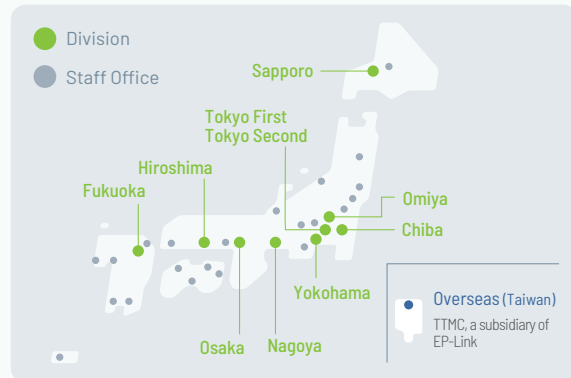 Division
Staff Office
Sapporo
Tokyo First
Tokyo Second
Hiroshima
Fukuoka
Omiya
Chiba
Yokohama
Osaka
Nagoya
Overseas (Taiwan)
TTMC, a subsidiary of
EP-Link